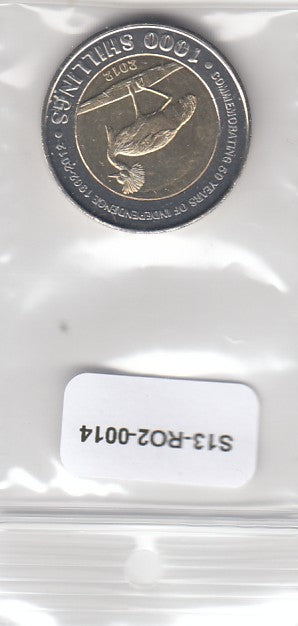 • COMMEMORATING 50 YEARS OF INDEPENDENCE 1962-2012 •
1000 SHILLINGS
2012
S13-RO2-0014